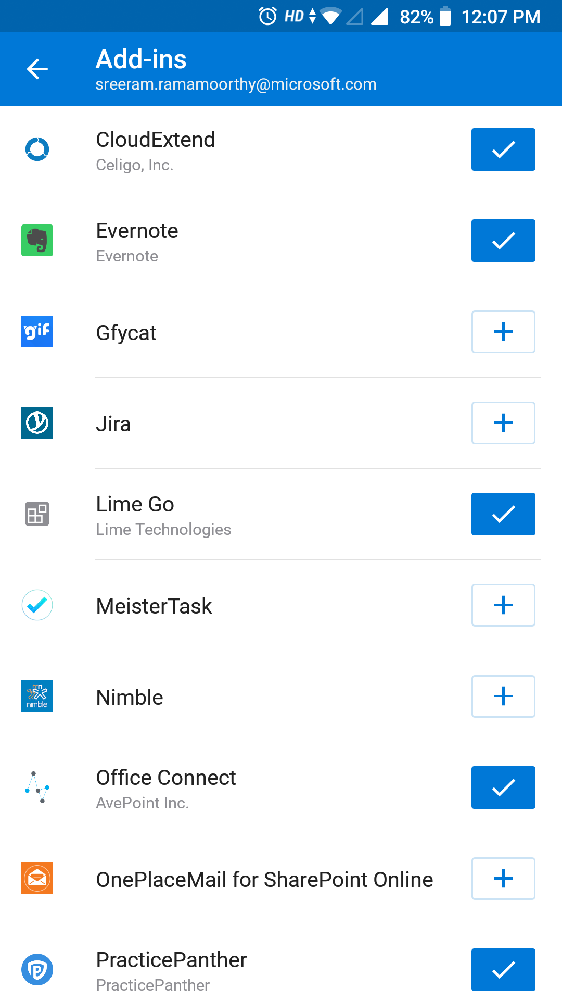 HD 82% 12:07 PM
Add-ins
sreeram.ramamoorthy@microsoft.com
CloudExtend
Celigo, Inc.
Evernote
Evernote
gif
Gfycat
Jira
Lime Go
Lime Technologies
MeisterTask
nimble
Nimble
Office Connect
AvePoint Inc.
OnePlaceMail for SharePoint Online
P
PracticePanther
PracticePanther